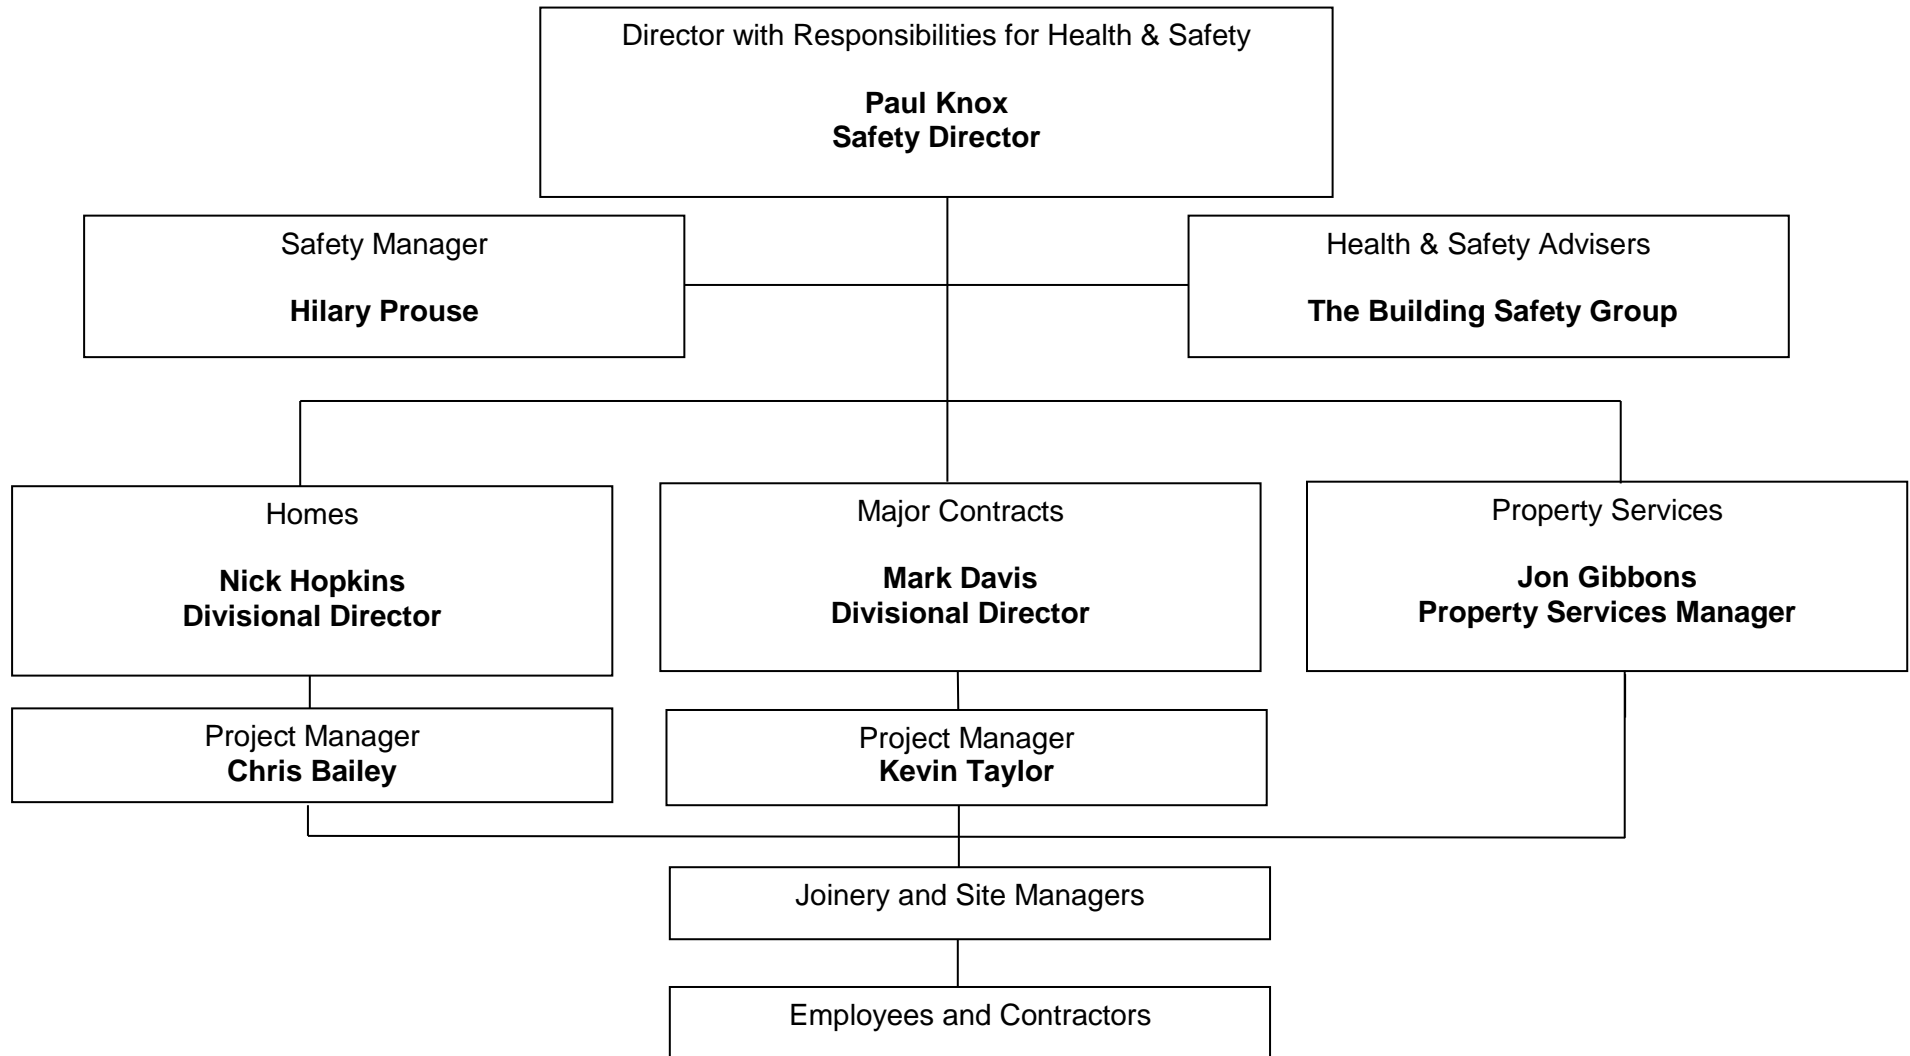 Director with Responsibilities for Health & Safety
Paul Knox
Safety Director
Safety Manager
Hilary Prouse
Health & Safety Advisers
The Building Safety Group
Homes
Nick Hopkins
Divisional Director
Major Contracts
Mark Davis
Divisional Director
Property Services
Jon Gibbons
Property Services Manager
Project Manager
Chris Bailey
Project Manager
Kevin Taylor
Joinery and Site Managers
Employees and Contractors